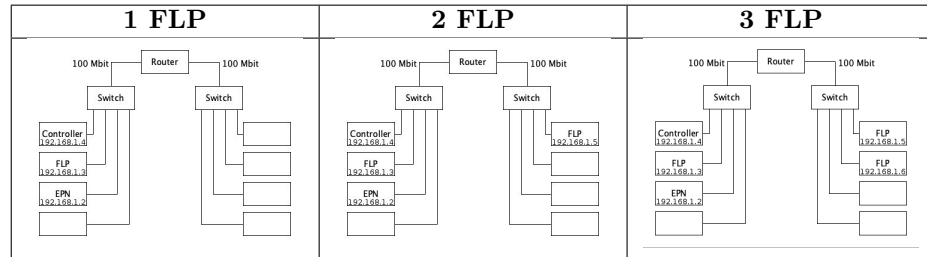 1 FLP
Router
100 Mbit
100 Mbit
Switch
Switch
Controller
192.168.1.4
FLP
192.168.1.3
EPN
192.168.1.2
2 FLP
Router
100 Mbit
100 Mbit
Switch
Switch
Controller
192.168.1.4
FLP
192.168.1.5
FLP
192.168.1.3
EPN
192.168.1.2
3 FLP
Router
100 Mbit
100 Mbit
Switch
Switch
Controller
192.168.1.4
FLP
192.168.1.5
FLP
192.168.1.3
FLP
192.168.1.6
EPN
192.168.1.2